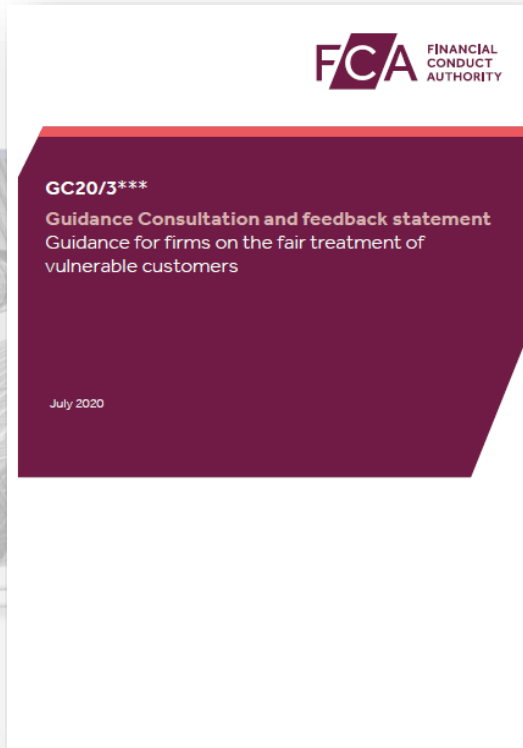 FCA
FINANCIAL
CONDUCT
AUTHORITY
GC20/3***
Guidance Consultation and feedback statement
Guidance for firms on the fair treatment of
vulnerable customers
July 2020